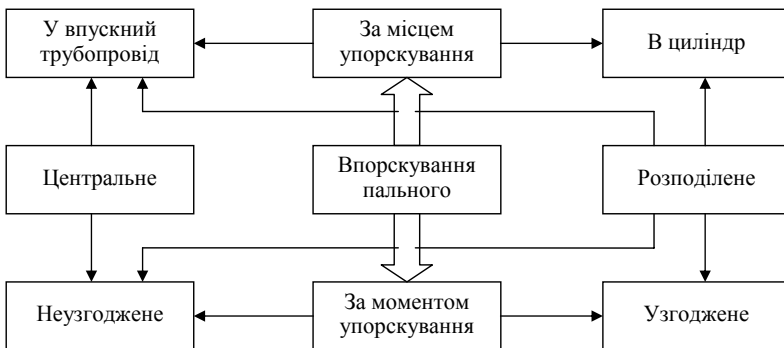 У впускний
трубопровід
За місцем
упорскування
В циліндр
Центральне
Впорскування
пального
Розподілене
Неузгоджене
За моментом
упорскування
Узгоджене